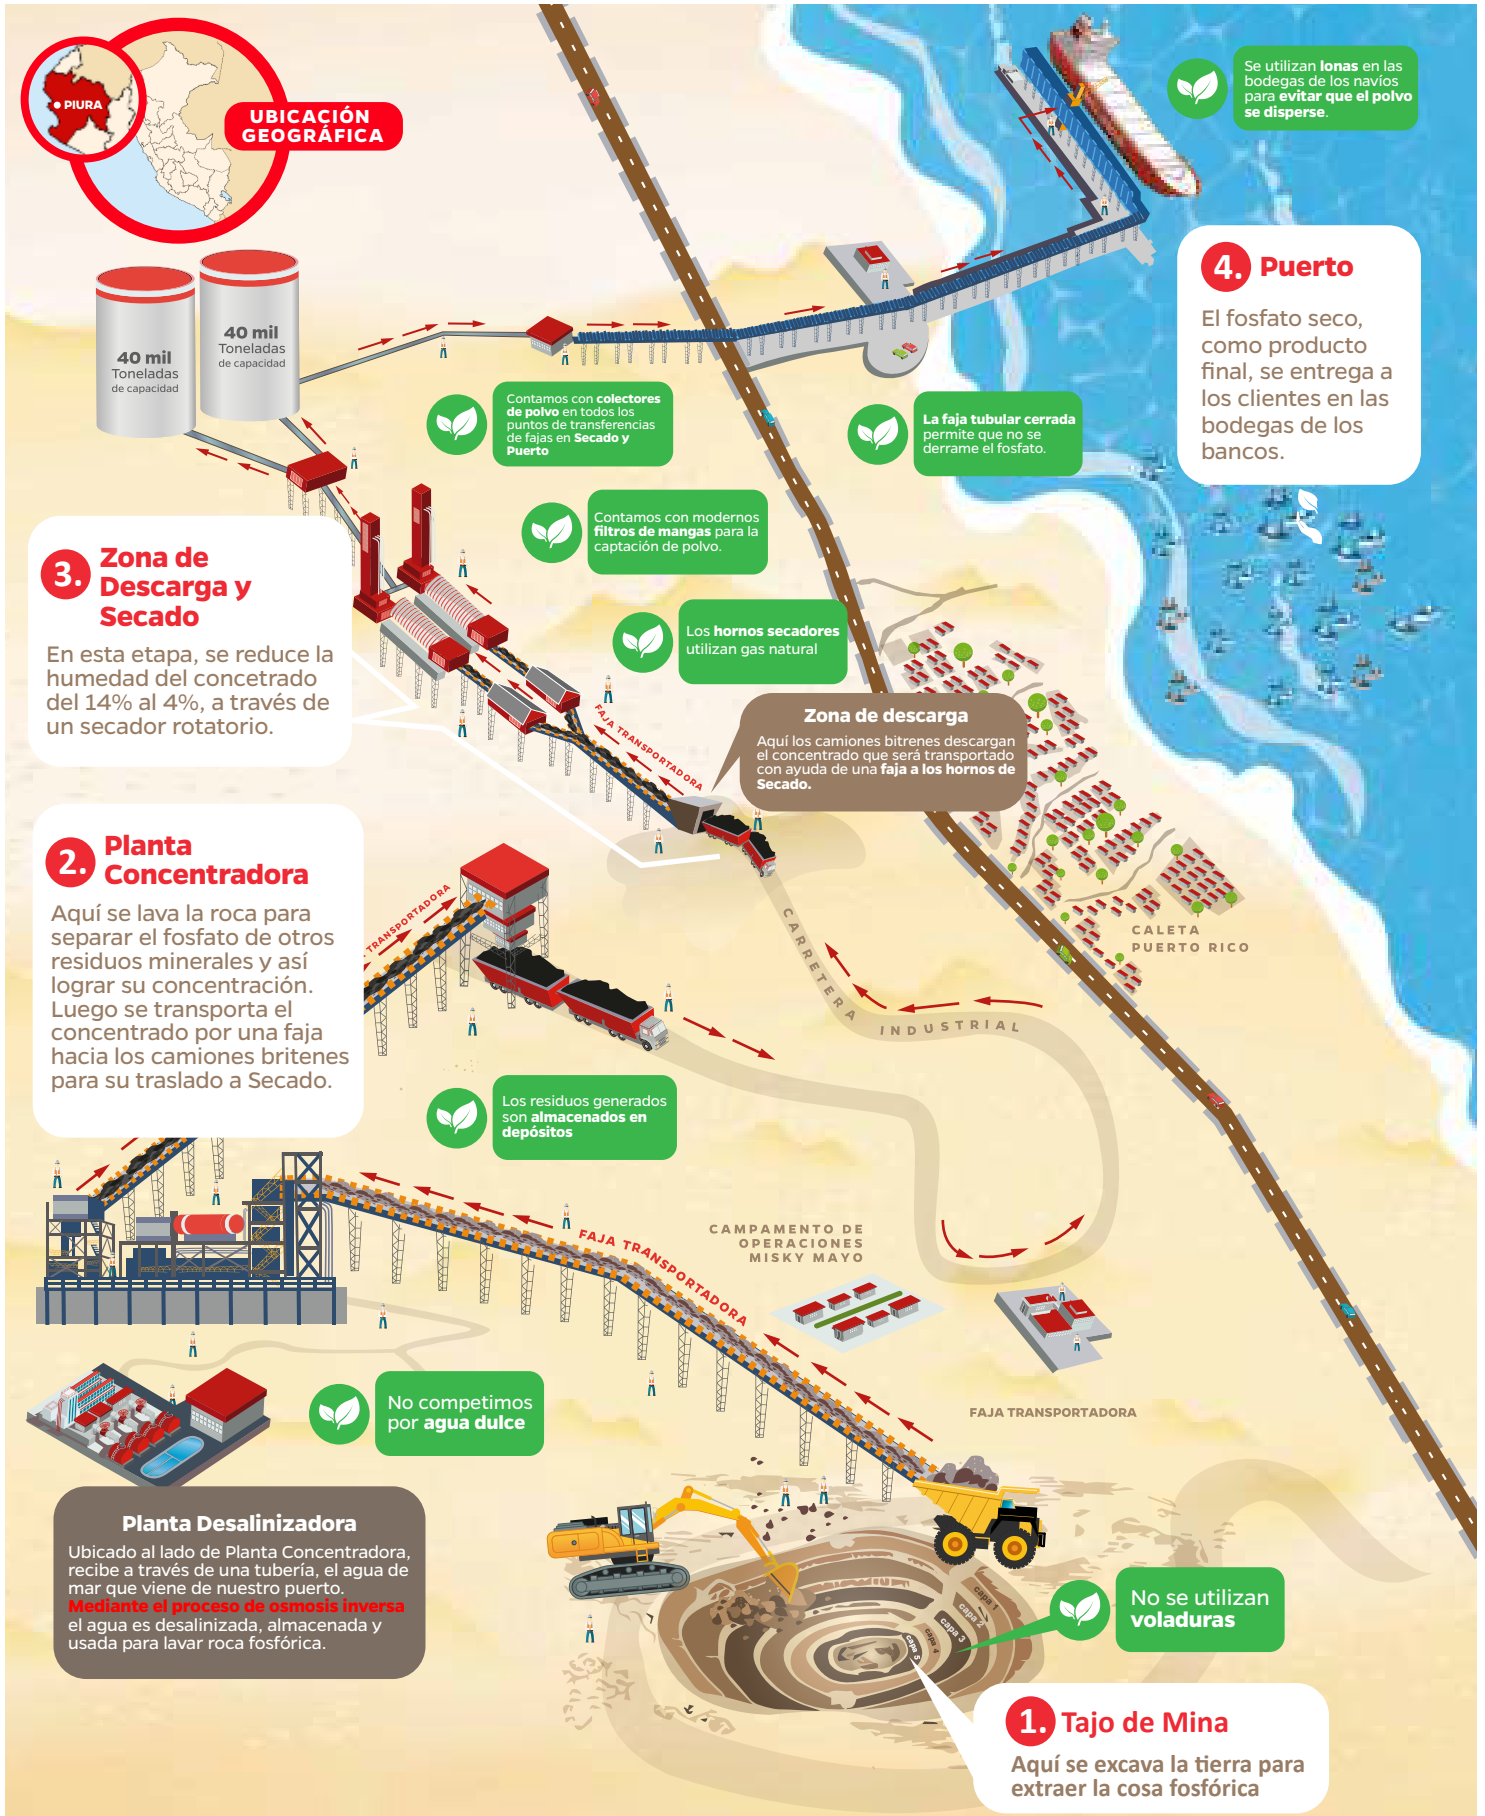 PIURA
UBICACIÓN
GEOGRÁFICA
Se utilizan lonas en las
bodegas de los navíos
para evitar que el polvo
se disperse.
4. Puerto
El fosfato seco,
como producto
final, se entrega a
los clientes en las
bodegas de los
bancos.
40 mil
Toneladas
de capacidad
40 mil
Toneladas
de capacidad
Contamos con colectores
de polvo en todos los
puntos de transferencias
de fajas en Secado y
Puerto
La faja tubular cerrada
permite que no se
derrame el fosfato.
Contamos con modernos
filtros de mangas para la
captación de polvo.
Los hornos secadores
utilizan gas natural
3. Zona de
Descarga y
Secado
En esta etapa, se reduce la
humedad del concetrado
del 14% al 4%, a través de
un secador rotatorio.
FAJA TRANSPORTADORA
Zona de descarga
Aquí los camiones bitrenes descargan
el concentrado que será transportado
con ayuda de una faja a los hornos de
Secado.
2. Planta
Concentradora
Aquí se lava la roca para
separar el fosfato de otros
residuos minerales y así
lograr su concentración.
Luego se transporta el
concentrado por una faja
hacia los camiones britenes
para su traslado a Secado.
TRANSPORTADORA
CALETA
PUERTO RICO
CARRETERA INDUSTRIAL
Los residuos generados
son almacenados en
depósitos
FAJA TRANSPORTADORA
CAMPAMENTO DE
OPERACIONES
MISKY MAYO
No competimos
por agua dulce
FAJA TRANSPORTADORA
Planta Desalinizadora
Ubicado al lado de Planta Concentradora,
recibe a través de una tubería, el agua de
mar que viene de nuestro puerto.
Mediante el proceso de osmosis inversa
el agua es desalinizada, almacenada y
usada para lavar roca fosfórica.
capa 1
capa 2
capa 3
capa 4
capa 5
No se utilizan
voladuras
1. Tajo de Mina
Aquí se excava la tierra para
extraer la cosa fosfórica